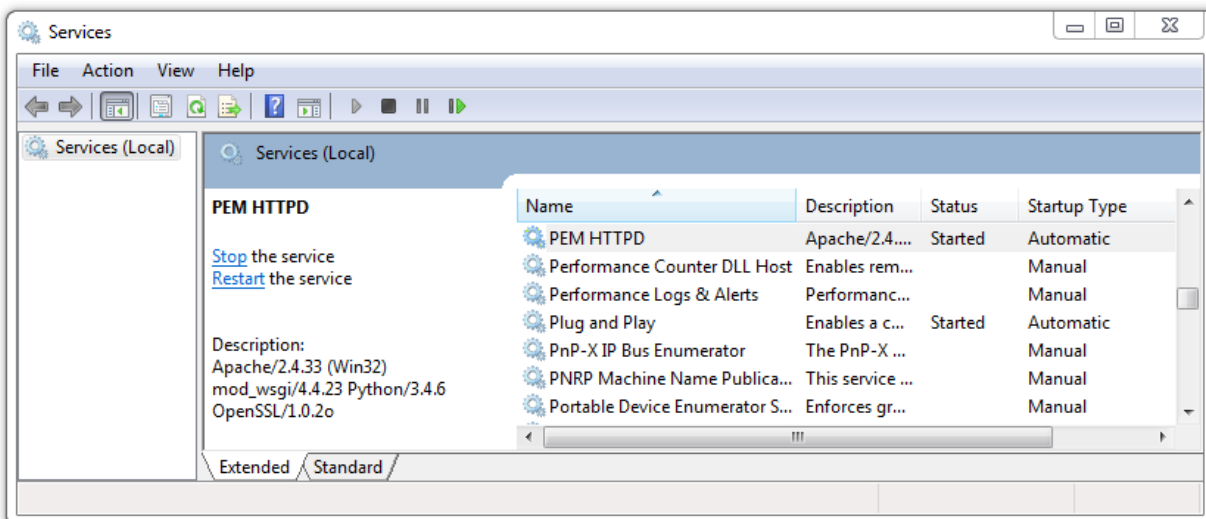 Services
File Action View Help
Services (Local)
Services (Local)
PEM HTTPD
Stop the service
Restart the service
Description:
Apache/2.4.33 (Win32)
mod_wsgi/4.4.23 Python/3.4.6
OpenSSL/1.0.2o
Name Description Status Startup Type
PEM HTTPD Apache/2.4.... Started Automatic
Performance Counter DLL Host Enables rem... Manual
Performance Logs & Alerts Performanc... Manual
Plug and Play Enables a c... Started Automatic
PnP-X IP Bus Enumerator The PnP-X ... Manual
PNRP Machine Name Publica... This service ... Manual
Portable Device Enumerator S... Enforces gr... Manual
Extended Standard